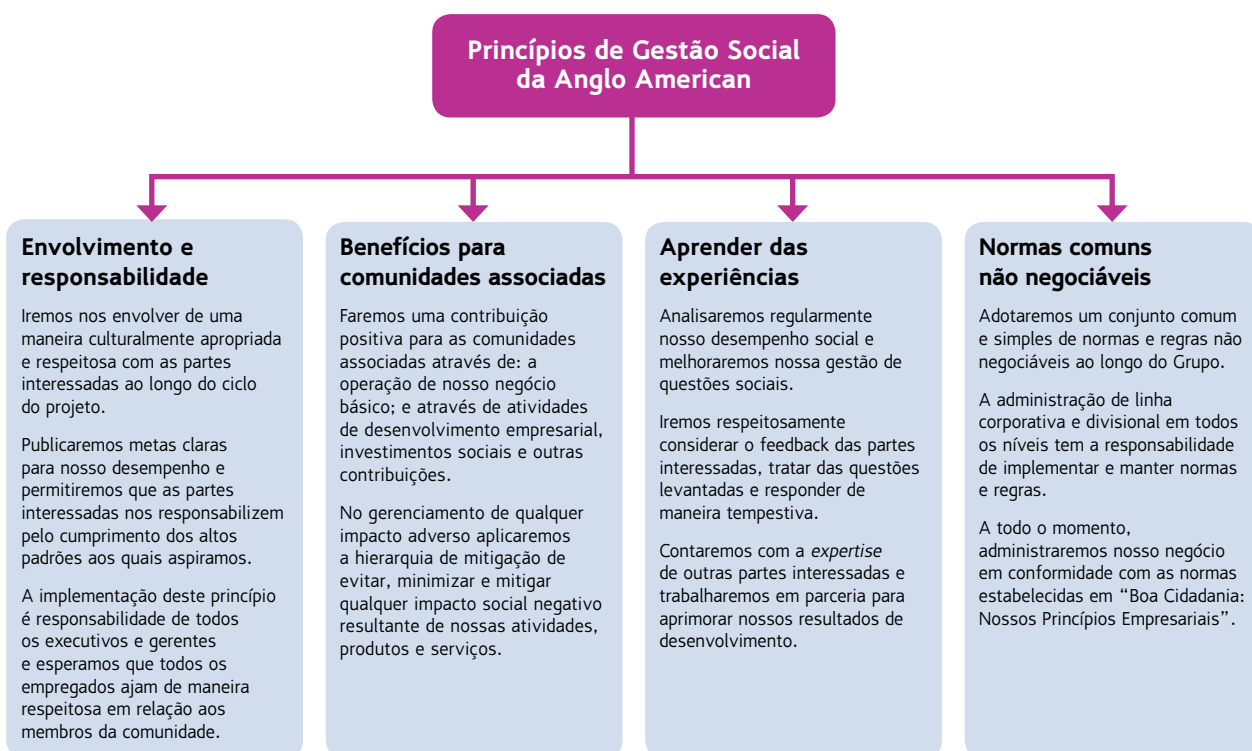 Princípios de Gestão Social
da Anglo American
Envolvimento e
responsabilidade
Iremos nos envolver de uma
maneira culturalmente apropriada
e respeitosa com as partes
interessadas ao longo do ciclo
do projeto.
Publicaremos metas claras
para nosso desempenho e
permitiremos que as partes
interessadas nos responsabilizem
pelo cumprimento dos altos
padrões aos quais aspiramos.
A implementação deste princípio
é responsabilidade de todos
os executivos e gerentes
e esperamos que todos os
empregados ajam de maneira
respeitosa em relação aos
membros da comunidade.
Benefícios para
comunidades associadas
Faremos uma contribuição
positiva para as comunidades
associadas através de: a
operação de nosso negócio
básico; e através de atividades
de desenvolvimento empresarial,
investimentos sociais e outras
contribuições.
No gerenciamento de qualquer
impacto adverso aplicaremos
a hierarquia de mitigação de
evitar, minimizar e mitigar
qualquer impacto social negativo
resultante de nossas atividades,
produtos e serviços.
Aprender das
experiências
Analisaremos regularmente
nosso desempenho social e
melhoraremos nossa gestão de
questões sociais.
Iremos respeitosamente
considerar o feedback das partes
interessadas, tratar das questões
levantadas e responder de
maneira tempestiva.
Contaremos com a expertise
de outras partes interessadas e
trabalharemos em parceria para
aprimorar nossos resultados de
desenvolvimento.
Normas comuns
não negociáveis
Adotaremos um conjunto comum
e simples de normas e regras não
negociáveis ao longo do Grupo.
A administração de linha
corporativa e divisional em todos
os níveis tem a responsabilidade
de implementar e manter normas
e regras.
A todo o momento,
administraremos nosso negócio
em conformidade com as normas
estabelecidas em “Boa Cidadania:
Nossos Princípios Empresariais”.